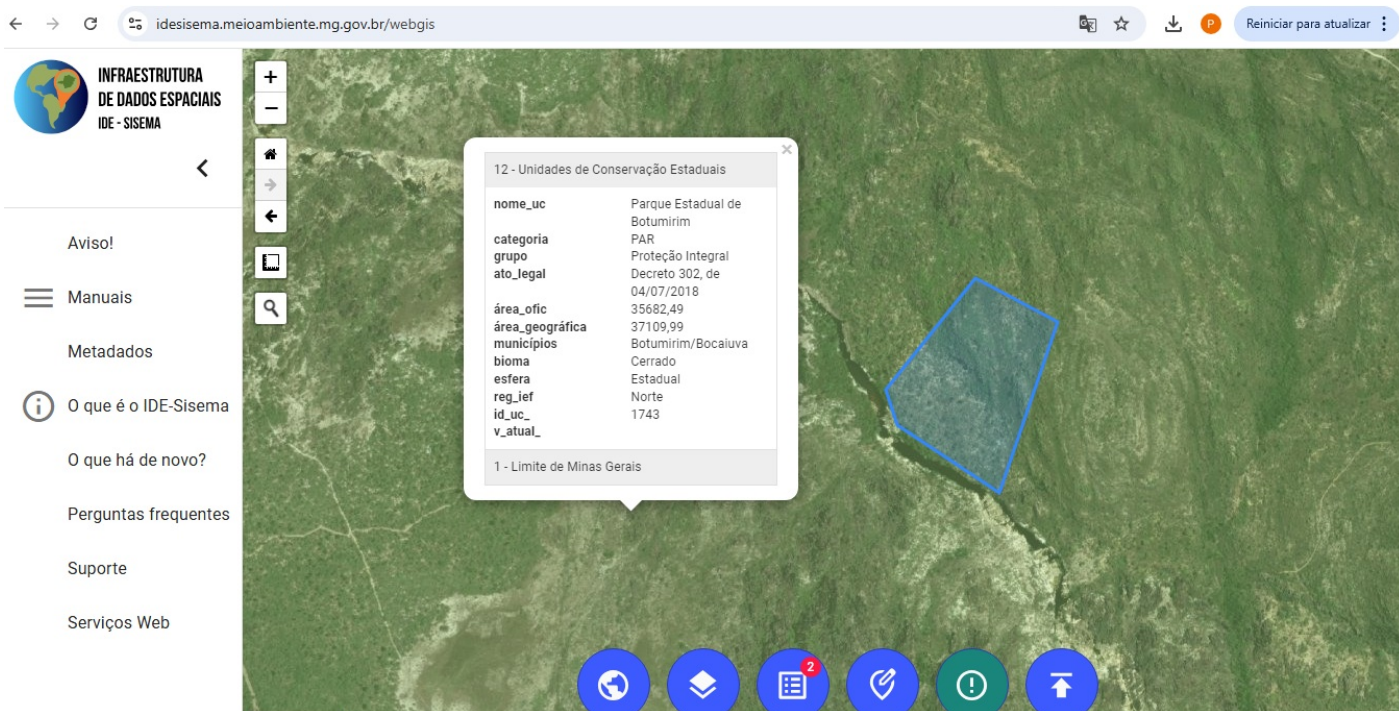 idesisema.meioambiente.mg.gov.br/webgis
P
Reiniciar para atualizar
INFRAESTRUTURA
DE DADOS ESPACIAIS
IDE - SISEMA
Aviso!
Manuais
Metadados
O que é o IDE-Sisema
O que há de novo?
Perguntas frequentes
Suporte
Serviços Web
+
−
12 - Unidades de Conservação Estaduais
nome_uc Parque Estadual de
Botumirim
categoria PAR
grupo Proteção Integral
ato_legal Decreto 302, de
04/07/2018
área_ofic 35682,49
área_geográfica 37109,99
municípios Botumirim/Bocaiuva
bioma Cerrado
esfera Estadual
reg_ief Norte
id_uc_ 1743
v_atual_
1 - Limite de Minas Gerais
2